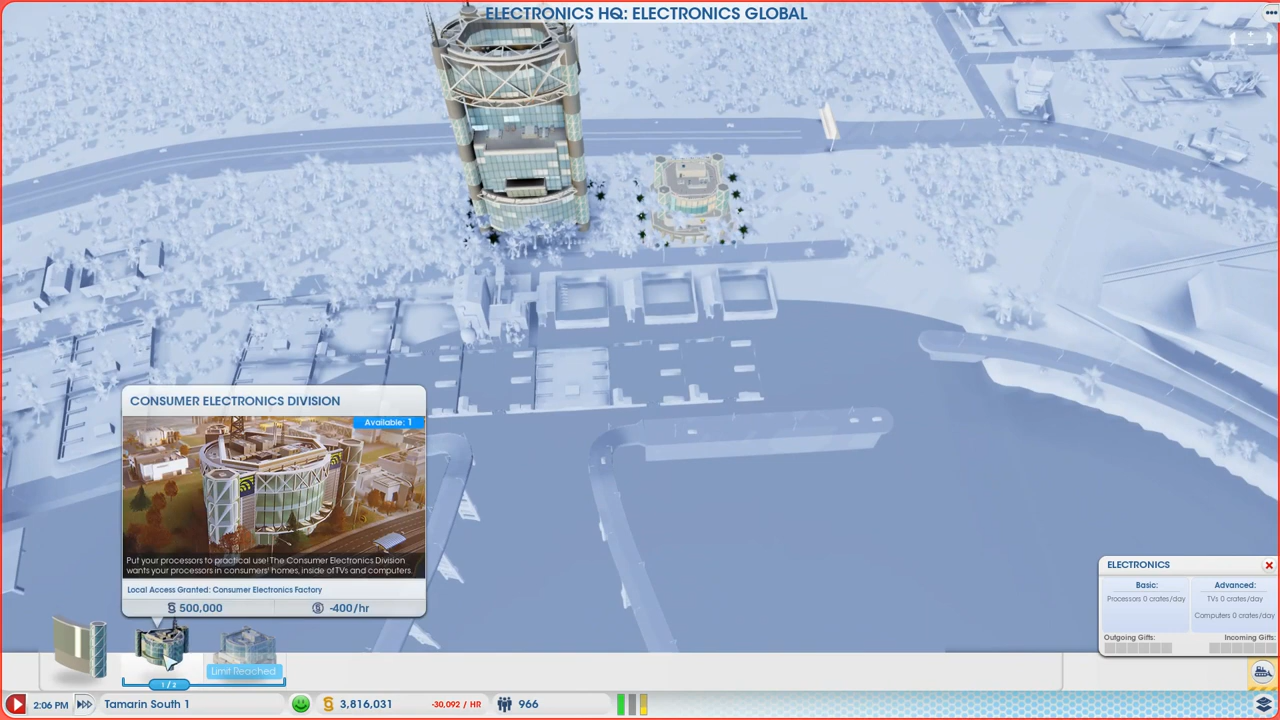 ELECTRONICS HQ: ELECTRONICS GLOBAL
CONSUMER ELECTRONICS DIVISION
Available: 1
Put your processors to practical use! The Consumer Electronics Division
wants your processors in consumers' homes, inside of TVs and computers.
Local Access Granted: Consumer Electronics Factory
500,000
-400/hr
ELECTRONICS
Basic:
Advanced:
Processors 0 crates/day
TVs 0 crates/day
Computers 0 crates/day
Outgoing Gifts:
Incoming Gifts:
Limit Reached
1 / 2
2:06 PM
Tamarin South 1
3,816,031
-30,092 / HR
966